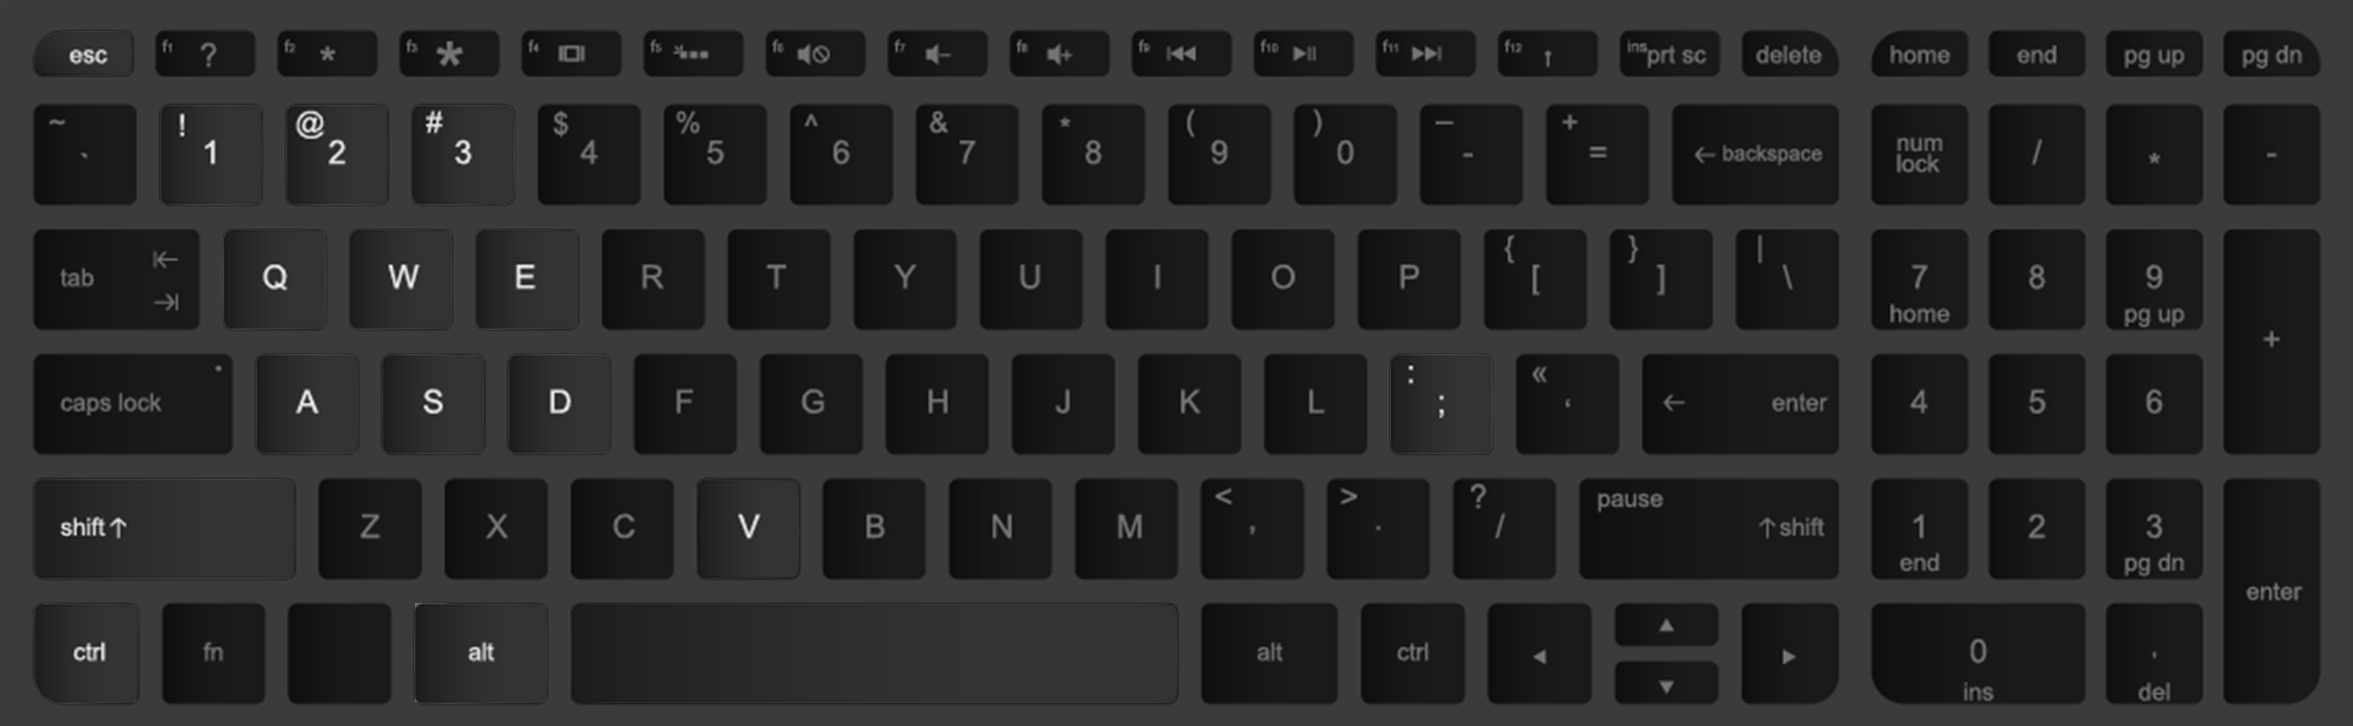 esc f1 ? f2 * f3 * f4 f5 f6 f7 f8 f9 f10 f11 f12 ↑ ins prt sc delete home end pg up pg dn
~ ` ! 1 @ 2 # 3 $ 4 % 5 ^ 6 & 7 * 8 ( 9 ) 0 — - + = ← backspace num lock / * -
tab Q W E R T Y U I O P { [ } ] | \ 7 home 8 9 pg up +
caps lock A S D F G H J K L : ; « ‘ ← enter 4 5 6
shift↑ Z X C V B N M < , > . ? / pause ↑shift 1 end 2 3 pg dn enter
ctrl fn alt alt ctrl ◀ ▲ ▼ ▶ 0 ins , del